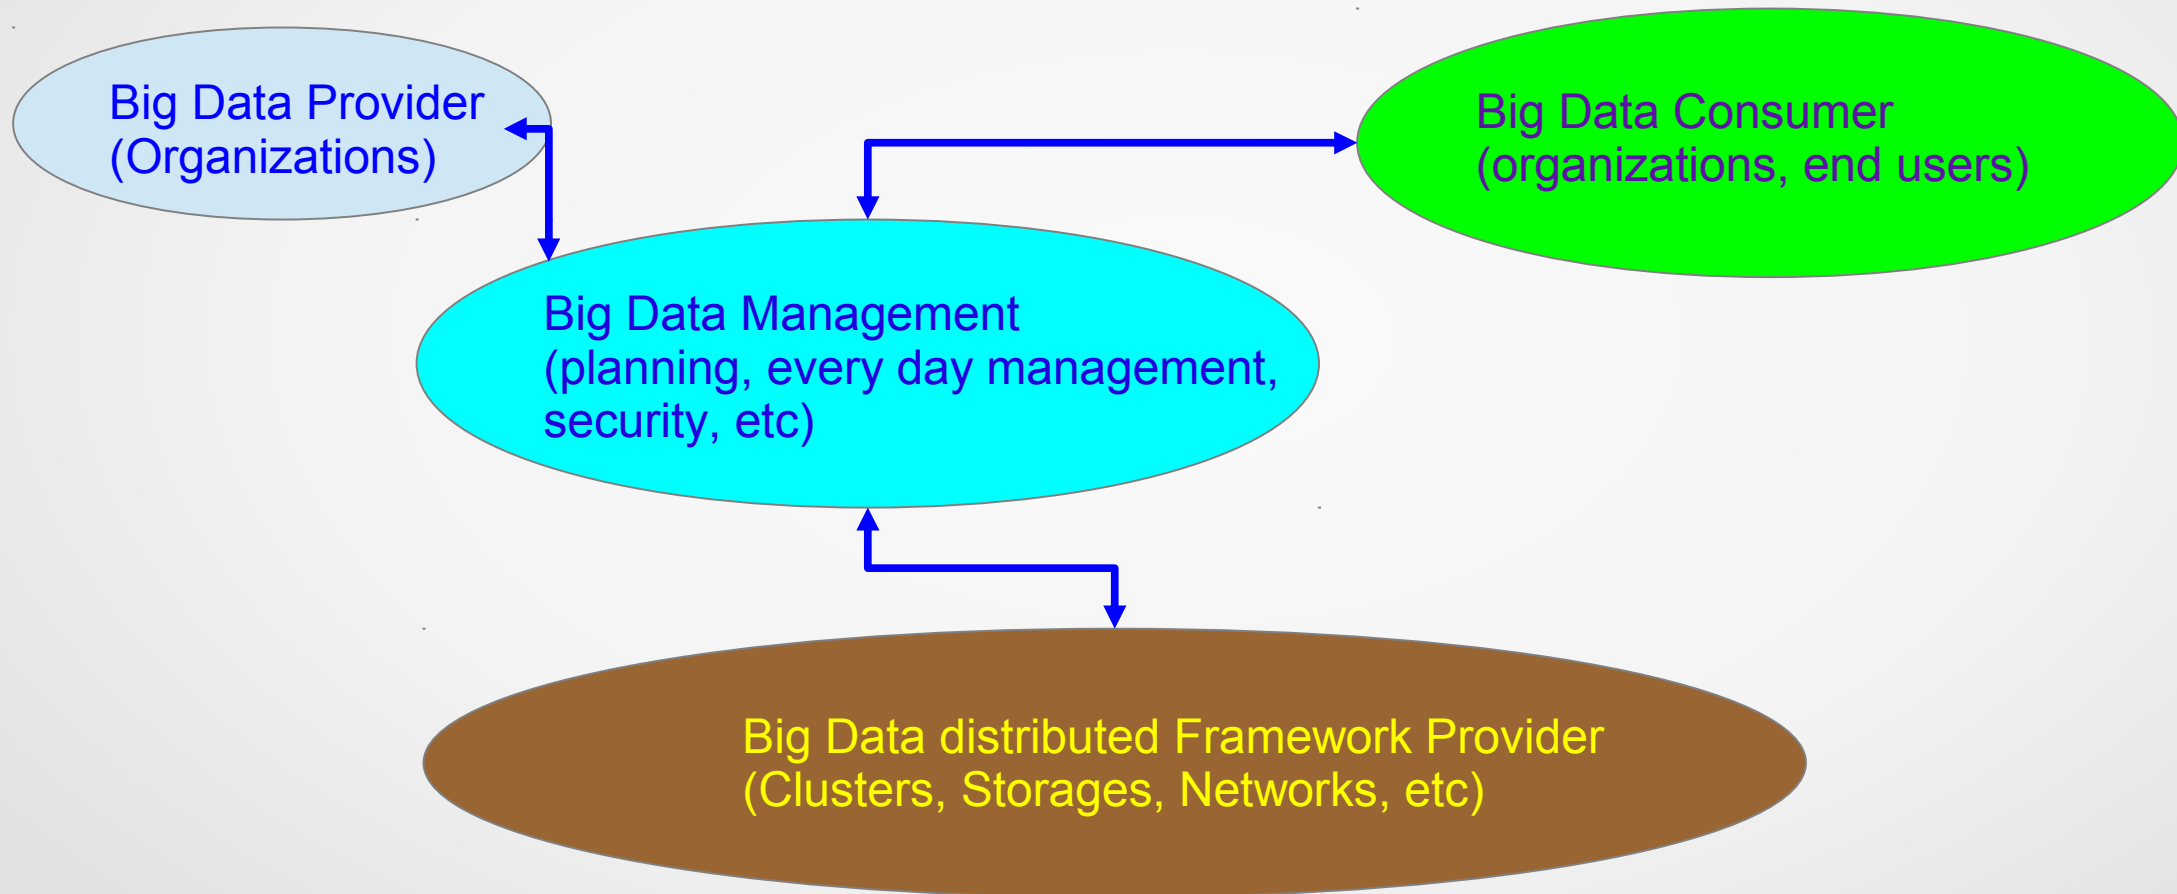 Big Data Provider
(Organizations)
Big Data Consumer
(organizations, end users)
Big Data Management
(planning, every day management,
security, etc)
Big Data distributed Framework Provider
(Clusters, Storages, Networks, etc)